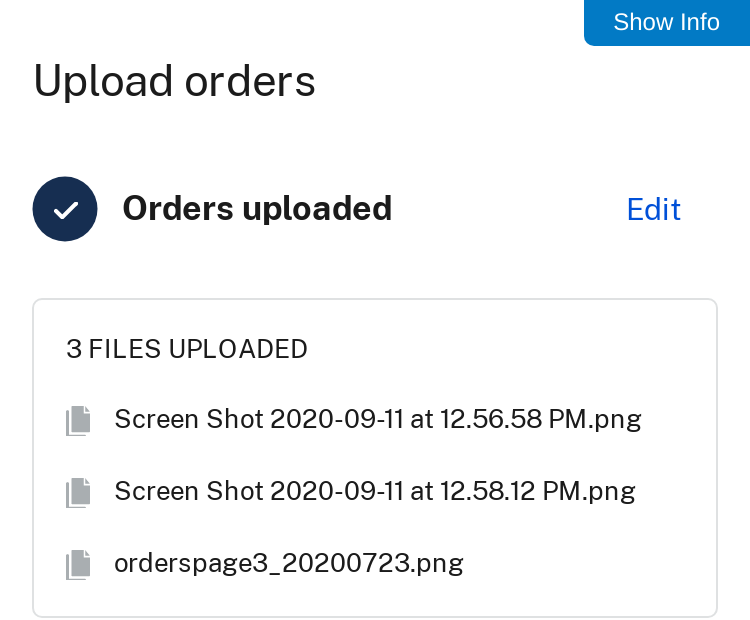 Show Info
Upload orders
Orders uploaded
Edit
3 FILES UPLOADED
Screen Shot 2020-09-11 at 12.56.58 PM.png
Screen Shot 2020-09-11 at 12.58.12 PM.png
orderspage3_20200723.png